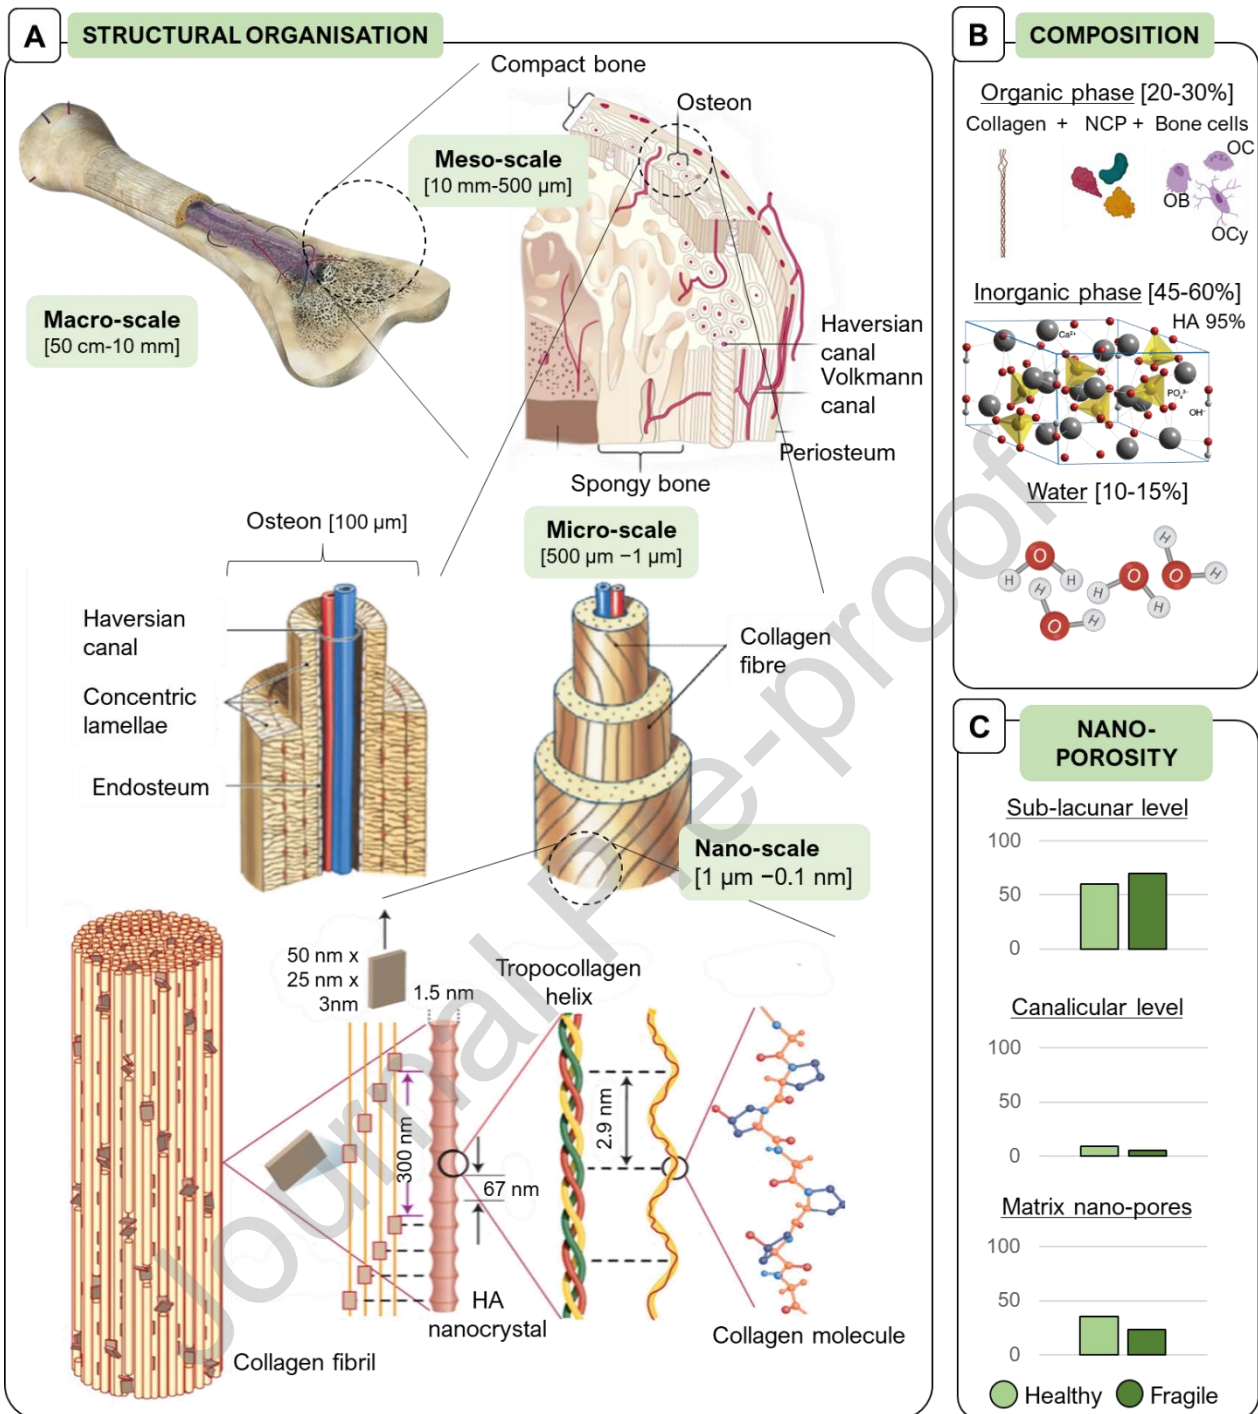 A
STRUCTURAL ORGANISATION
Compact bone
Osteon
Meso-scale
[10 mm-500 µm]
Macro-scale
[50 cm-10 mm]
Haversian
canal
Volkmann
canal
Periosteum
Spongy bone
Osteon [100 µm]
Micro-scale
[500 µm −1 µm]
Haversian
canal
Concentric
lamellae
Endosteum
Collagen
fibre
Nano-scale
[1 µm −0.1 nm]
50 nm x
25 nm x
3nm
1.5 nm
Tropocollagen
helix
300 nm
67 nm
2.9 nm
HA
nanocrystal
Collagen molecule
Collagen fibril
B
COMPOSITION
Organic phase [20-30%]
Collagen + NCP + Bone cells
OC
OB
OCy
Inorganic phase [45-60%]
HA 95%
Ca²⁺
PO₄³⁻
OH⁻
Water [10-15%]
H
O
H
H
O
H
H
O
H
H
O
H
C
NANO-
POROSITY
Sub-lacunar level
100
50
0
Canalicular level
100
50
0
Matrix nano-pores
100
50
0
Healthy
Fragile
Journal Pre-proof